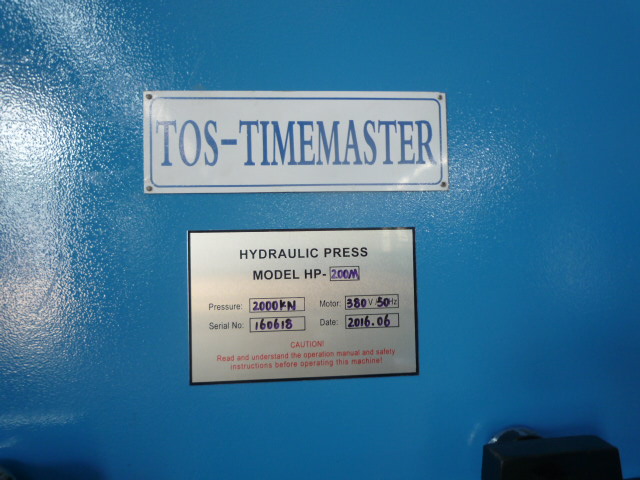 TOS-TIMEMASTER
HYDRAULIC PRESS
MODEL HP-200M
Pressure: 2000KN Motor: 380V/50Hz
Serial No: 160618 Date: 2016.06
CAUTION!
Read and understand the operation manual and safety
instructions before operating this machine!